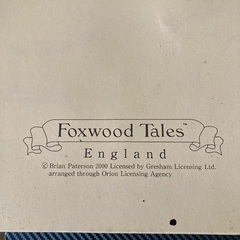 Foxwood Tales™
England
© Brian Paterson 2000 Licensed by Gresham Licensing Ltd.
arranged through Orion Licensing Agency